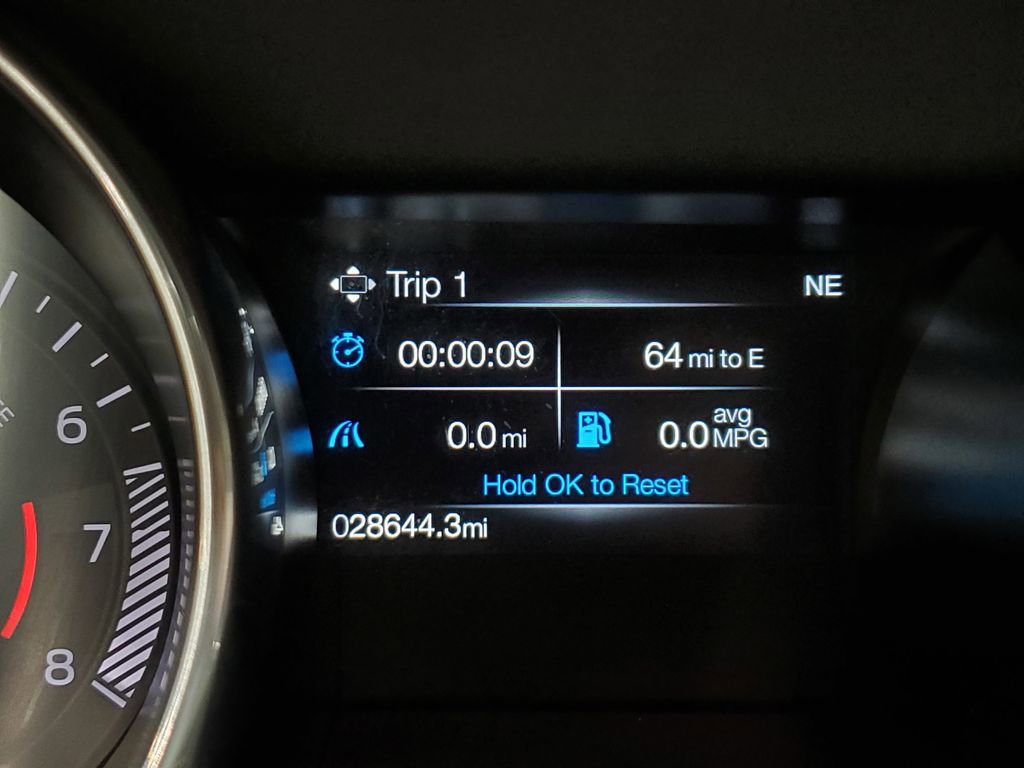 Trip 1 NE
00:00:09 64 mi to E
0.0 mi 0.0 avg MPG
Hold OK to Reset
028644.3mi
6
7
8